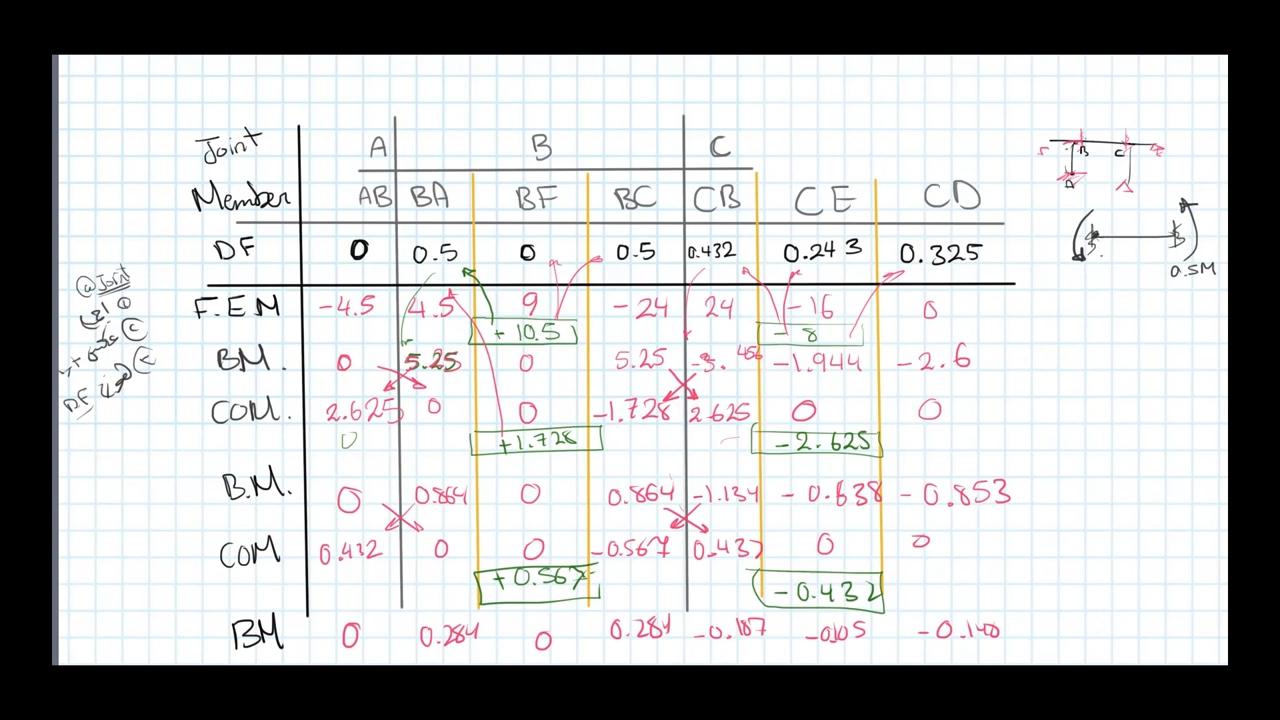 Joint A B C
Member AB BA BF BC CB CE CD
DF 0 0.5 0 0.5 0.432 0.243 0.325
F.E.M -4.5 4.5 9 -24 24 -16 0
+ 10.5 - 8
BM. 0 5.25 0 5.25 -3.456 -1.944 -2.6
COM. 2.625 0 0 -1.728 2.625 0 0
0 +1.728 -2.625
B.M. 0 0.864 0 0.864 -1.134 -0.638 -0.853
COM 0.432 0 0 -0.567 0.432 0 0
+0.567 -0.432
BM 0 0.284 0 0.284 -0.187 -0.105 -0.140
@Joint
DF
B C
A
0.5M